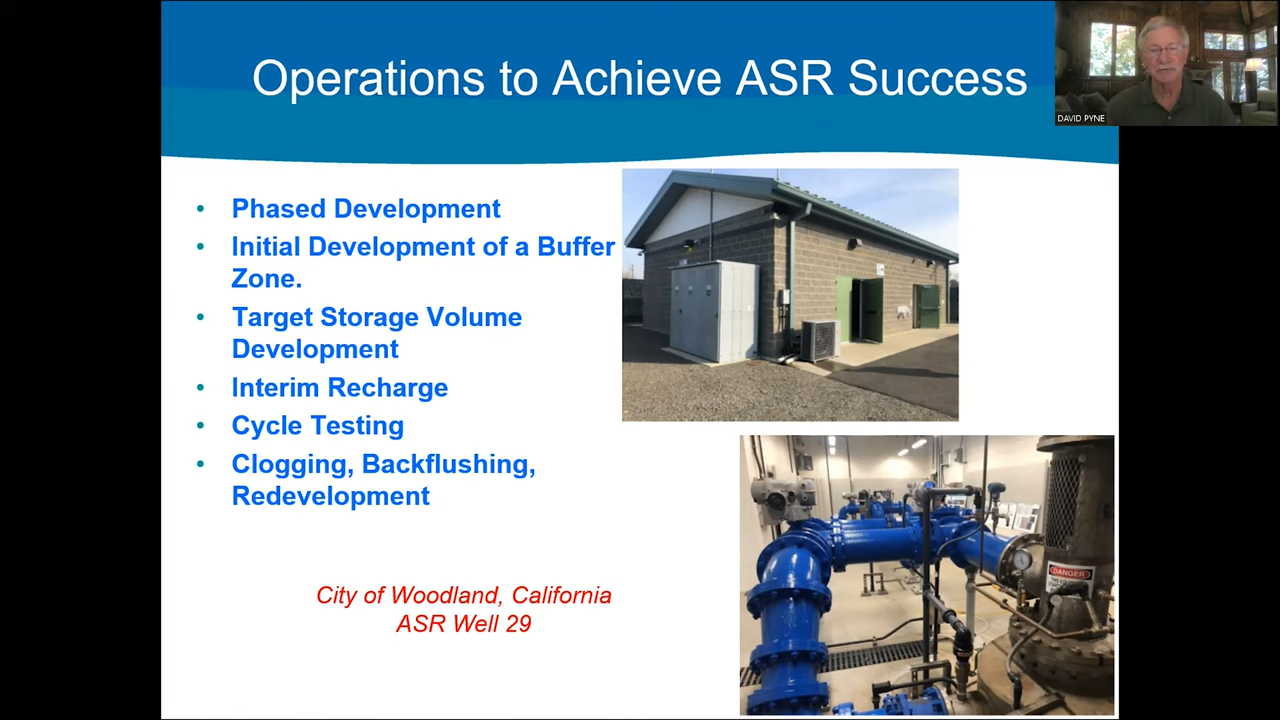 Operations to Achieve ASR Success
DAVID PYNE
• Phased Development
• Initial Development of a Buffer
Zone.
• Target Storage Volume
Development
• Interim Recharge
• Cycle Testing
• Clogging, Backflushing,
Redevelopment
City of Woodland, California
ASR Well 29
DANGER